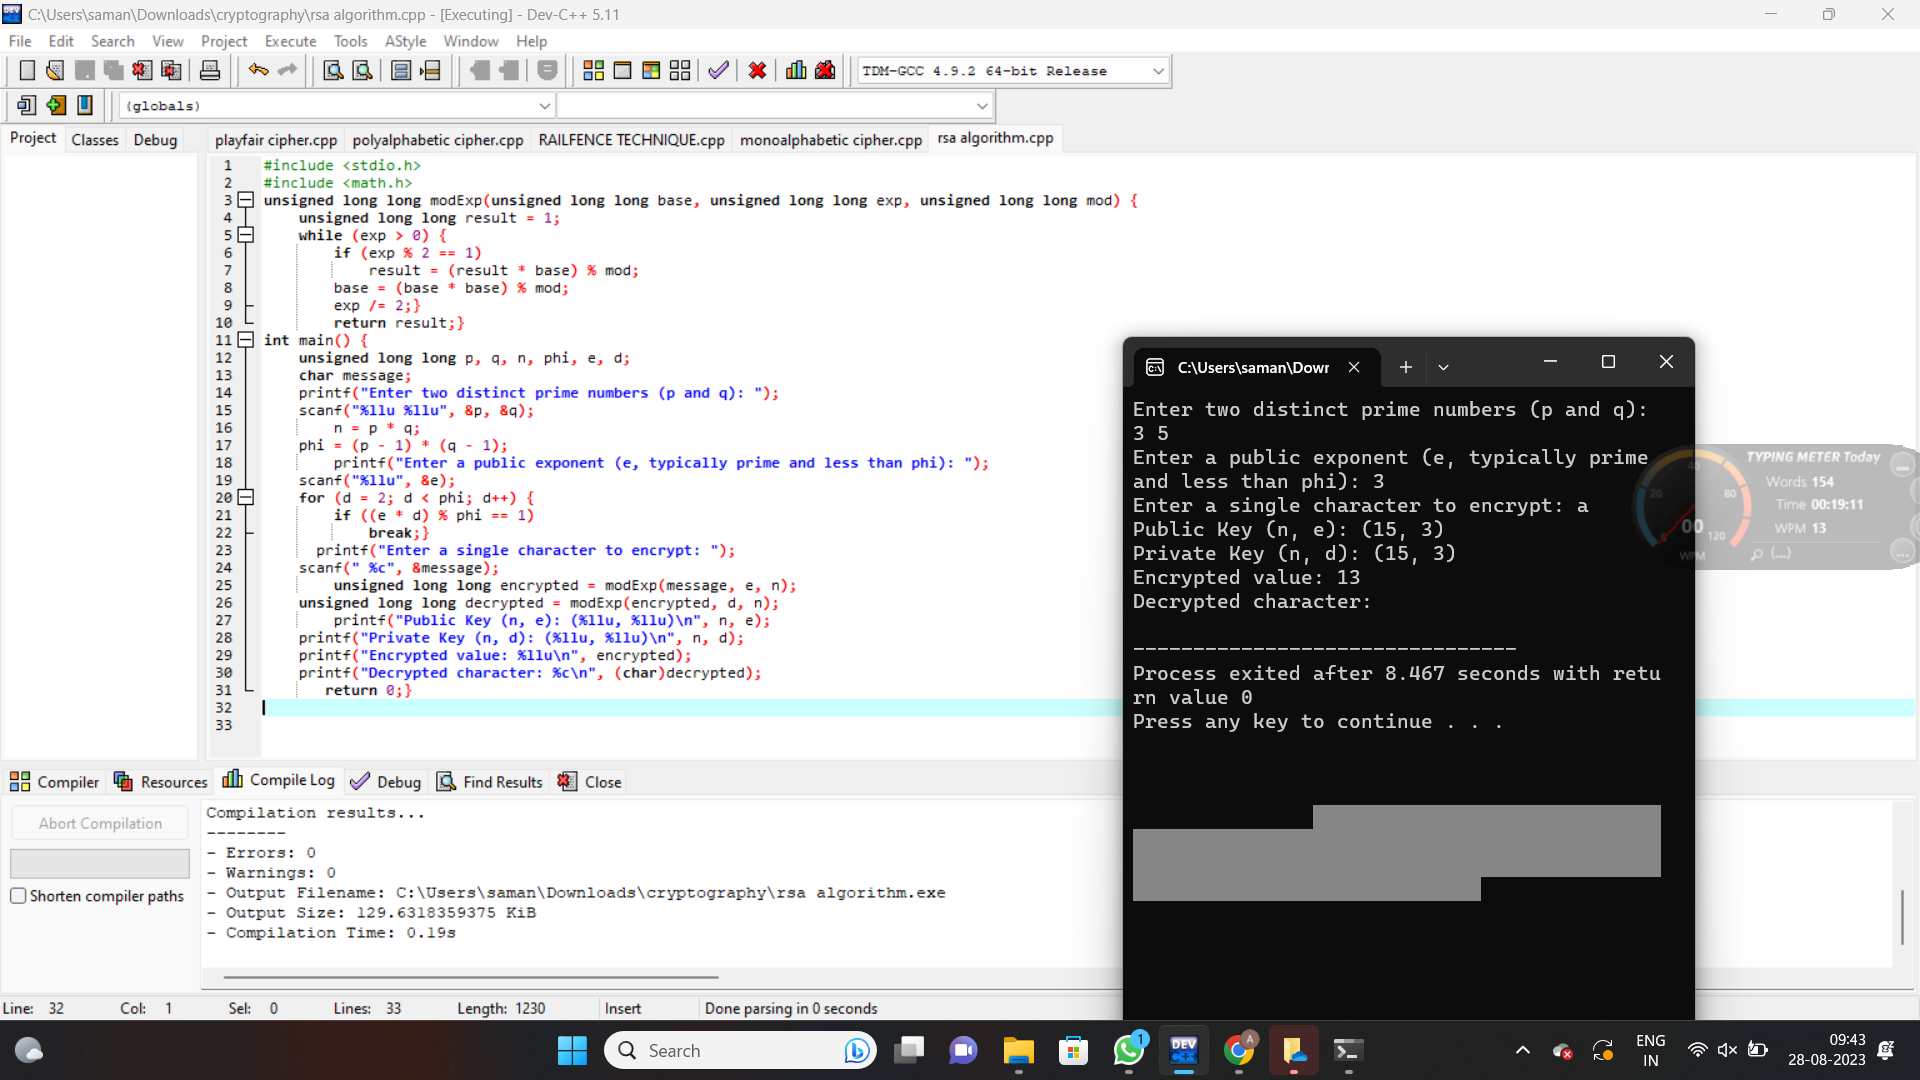 C:\Users\saman\Downloads\cryptography\rsa algorithm.cpp - [Executing] - Dev-C++ 5.11
File Edit Search View Project Execute Tools AStyle Window Help
TDM-GCC 4.9.2 64-bit Release
(globals)
Project Classes Debug
playfair cipher.cpp polyalphabetic cipher.cpp RAILFENCE TECHNIQUE.cpp monoalphabetic cipher.cpp rsa algorithm.cpp
1 #include <stdio.h>
2 #include <math.h>
3 unsigned long long modExp(unsigned long long base, unsigned long long exp, unsigned long long mod) {
4 unsigned long long result = 1;
5 while (exp > 0) {
6 if (exp % 2 == 1)
7 result = (result * base) % mod;
8 base = (base * base) % mod;
9 exp /= 2;}
10 return result;}
11 int main() {
12 unsigned long long p, q, n, phi, e, d;
13 char message;
14 printf("Enter two distinct prime numbers (p and q): ");
15 scanf("%llu %llu", &p, &q);
16 n = p * q;
17 phi = (p - 1) * (q - 1);
18 printf("Enter a public exponent (e, typically prime and less than phi): ");
19 scanf("%llu", &e);
20 for (d = 2; d < phi; d++) {
21 if ((e * d) % phi == 1)
22 break;}
23 printf("Enter a single character to encrypt: ");
24 scanf(" %c", &message);
25 unsigned long long encrypted = modExp(message, e, n);
26 unsigned long long decrypted = modExp(encrypted, d, n);
27 printf("Public Key (n, e): (%llu, %llu)\n", n, e);
28 printf("Private Key (n, d): (%llu, %llu)\n", n, d);
29 printf("Encrypted value: %llu\n", encrypted);
30 printf("Decrypted character: %c\n", (char)decrypted);
31 return 0;}
32
33
C:\Users\saman\Dowr
Enter two distinct prime numbers (p and q):
3 5
Enter a public exponent (e, typically prime
and less than phi): 3
Enter a single character to encrypt: a
Public Key (n, e): (15, 3)
Private Key (n, d): (15, 3)
Encrypted value: 13
Decrypted character:
--------------------------------
Process exited after 8.467 seconds with retu
rn value 0
Press any key to continue . . .
TYPING METER Today
Words 154
Time 00:19:11
WPM 13
20 40 80 120
00
WPM
(...)
Compiler Resources Compile Log Debug Find Results Close
Abort Compilation
Shorten compiler paths
Compilation results...
--------
- Errors: 0
- Warnings: 0
- Output Filename: C:\Users\saman\Downloads\cryptography\rsa algorithm.exe
- Output Size: 129.6318359375 KiB
- Compilation Time: 0.19s
Line: 32 Col: 1 Sel: 0 Lines: 33 Length: 1230 Insert Done parsing in 0 seconds
Search
1
DEV C++
A
ENG
IN
09:43
28-08-2023